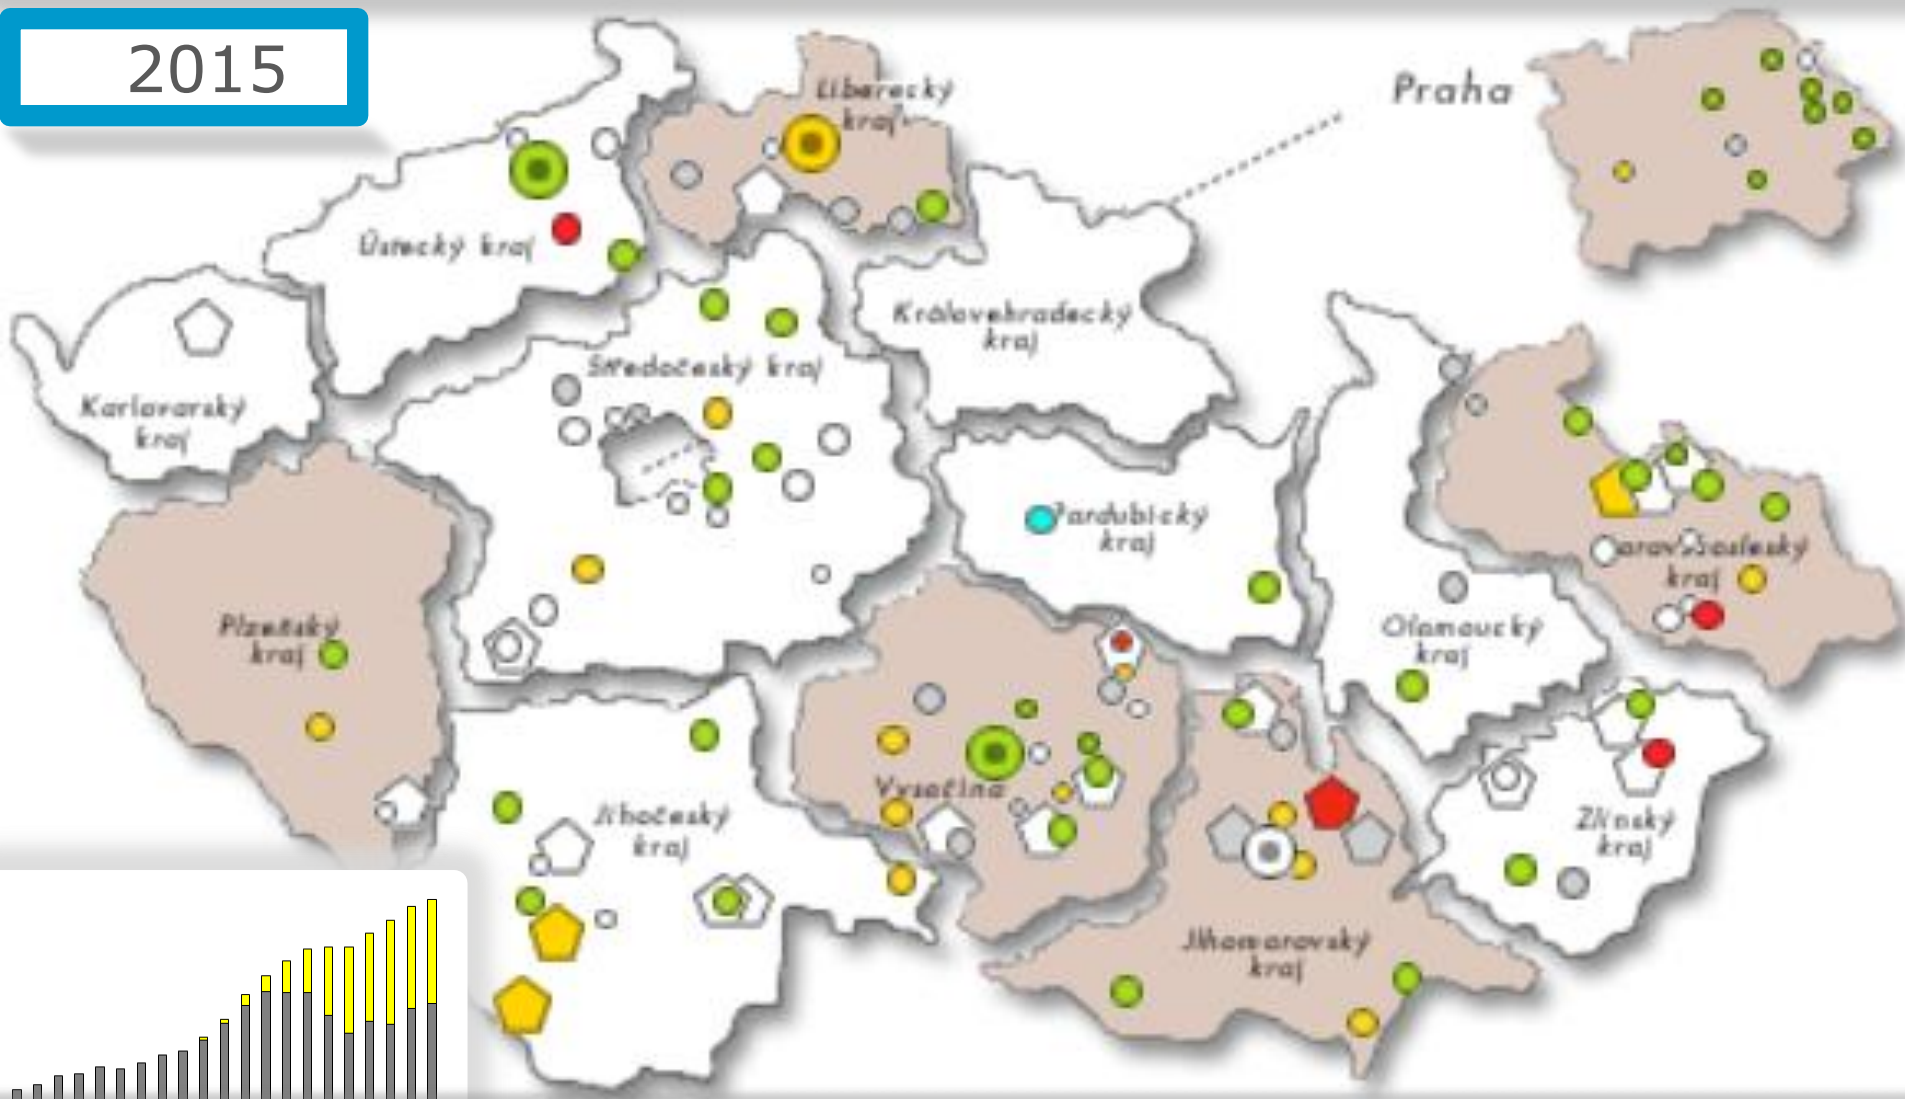 2015
Liberecký
kraj
Praha
Ústecký kraj
Královehradecký
kraj
Středočeský kraj
Karlovarský
kraj
Pardubický
kraj
kraj
Plzeňský
kraj
Olomoucký
kraj
Vysočina
Jihočeský
kraj
Zlínský
kraj
Jihomoravský
kraj